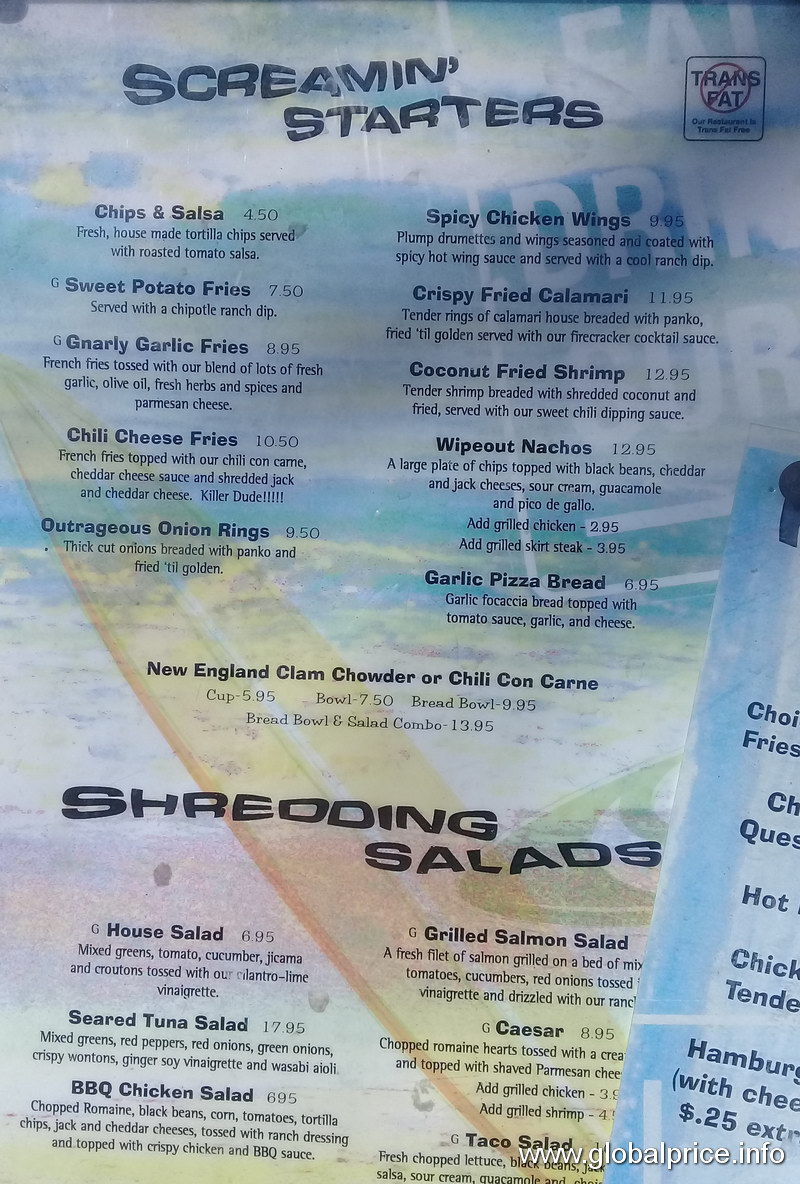 SCREAMIN'
STARTERS
TRANS
FAT
Our Restaurant Is
Trans Fat Free
Chips & Salsa 4.50
Fresh, house made tortilla chips served
with roasted tomato salsa.
G Sweet Potato Fries 7.50
Served with a chipotle ranch dip.
G Gnarly Garlic Fries 8.95
French fries tossed with our blend of lots of fresh
garlic, olive oil, fresh herbs and spices and
parmesan cheese.
Chili Cheese Fries 10.50
French fries topped with our chili con carne,
cheddar cheese sauce and shredded jack
and cheddar cheese. Killer Dude!!!!!
Outrageous Onion Rings 9.50
Thick cut onions breaded with panko and
fried 'til golden.
Spicy Chicken Wings 9.95
Plump drumettes and wings seasoned and coated with
spicy hot wing sauce and served with a cool ranch dip.
Crispy Fried Calamari 11.95
Tender rings of calamari house breaded with panko,
fried 'til golden served with our firecracker cocktail sauce.
Coconut Fried Shrimp 12.95
Tender shrimp breaded with shredded coconut and
fried, served with our sweet chili dipping sauce.
Wipeout Nachos 12.95
A large plate of chips topped with black beans, cheddar
and jack cheeses, sour cream, guacamole
and pico de gallo.
Add grilled chicken - 2.95
Add grilled skirt steak - 3.95
Garlic Pizza Bread 6.95
Garlic focaccia bread topped with
tomato sauce, garlic, and cheese.
New England Clam Chowder or Chili Con Carne
Cup-5.95 Bowl-7.50 Bread Bowl-9.95
Bread Bowl & Salad Combo-13.95
SHREDDING
SALADS
G House Salad 6.95
Mixed greens, tomato, cucumber, jicama
and croutons tossed with our cilantro-lime
vinaigrette.
Seared Tuna Salad 17.95
Mixed greens, red peppers, red onions, green onions,
crispy wontons, ginger soy vinaigrette and wasabi aioli.
BBQ Chicken Salad 695
Chopped Romaine, black beans, corn, tomatoes, tortilla
chips, jack and cheddar cheeses, tossed with ranch dressing
and topped with crispy chicken and BBQ sauce.
G Grilled Salmon Salad
A fresh filet of salmon grilled on a bed of mix
tomatoes, cucumbers, red onions tossed
vinaigrette and drizzled with our ranc
G Caesar 8.95
Chopped romaine hearts tossed with a crea
and topped with shaved Parmesan chee
Add grilled chicken - 3.9
Add grilled shrimp - 4.
G Taco Salad
Fresh chopped lettuce, black beans, jack
salsa, sour cream, guacamole and
Choi
Fries
Ch
Ques
Hot
Chick
Tende
Hamburg
(with chee
$.25 extr
www.globalprice.info